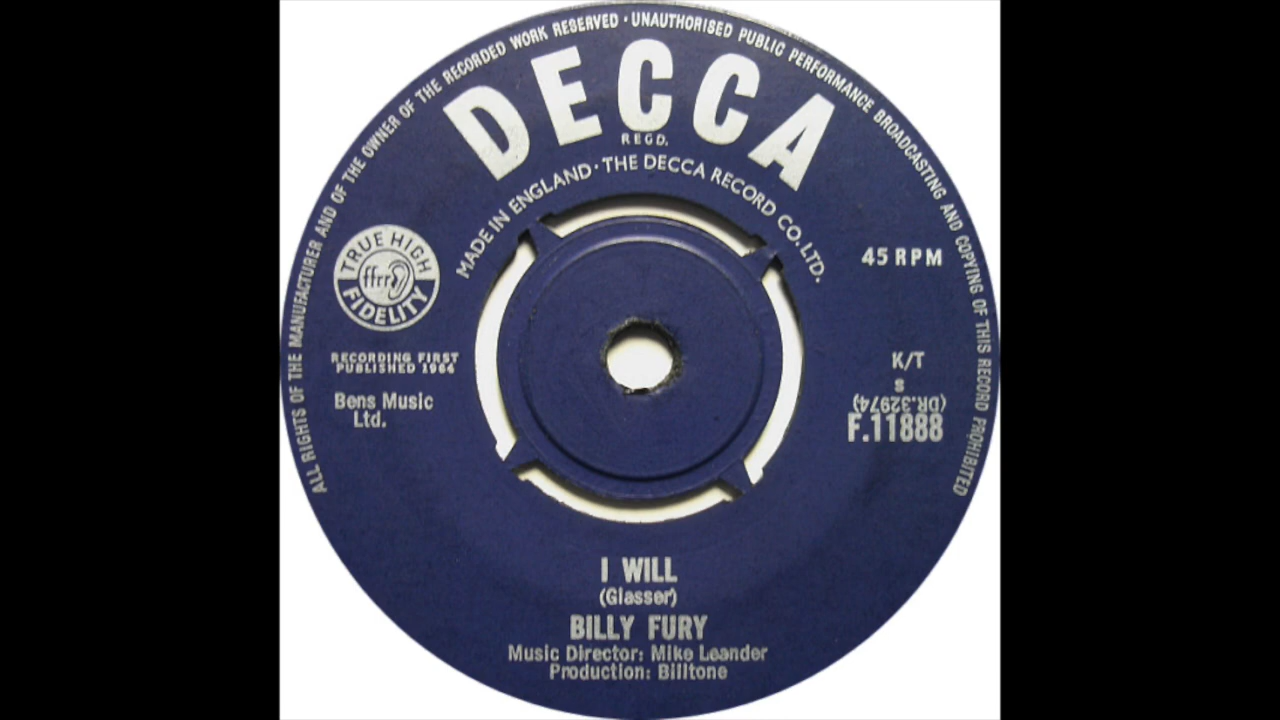 ALL RIGHTS OF THE MANUFACTURER AND OF THE OWNER OF THE RECORDED WORK RESERVED · UNAUTHORISED PUBLIC PERFORMANCE BROADCASTING AND COPYING OF THIS RECORD PROHIBITED
DECCA
REGD.
MADE IN ENGLAND · THE DECCA RECORD CO. LTD.
TRUE HIGH
ffrr
FIDELITY
45 RPM
RECORDING FIRST
PUBLISHED 1964
Bens Music
Ltd.
K/T
S
(DR.32974)
F.11888
I WILL
(Glasser)
BILLY FURY
Music Director: Mike Leander
Production: Billtone